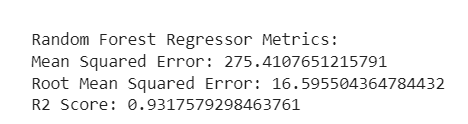 Random Forest Regressor Metrics:
Mean Squared Error: 275.4107651215791
Root Mean Squared Error: 16.595504364784432
R2 Score: 0.9317579298463761